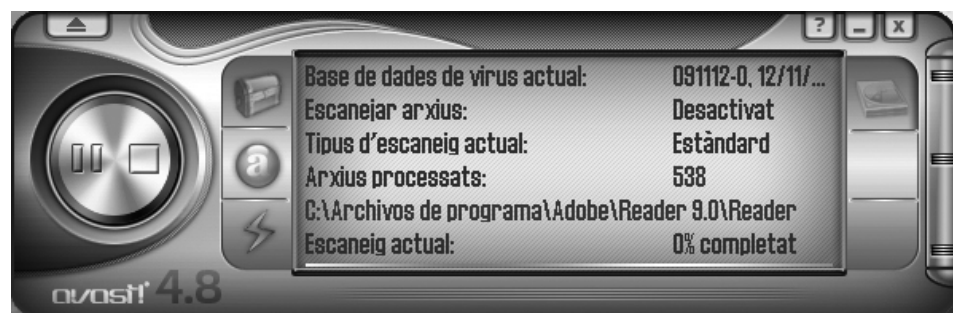 ?
x
Base de dades de virus actual: 091112-0, 12/11/...
Escanejar arxius: Desactivat
Tipus d'escaneig actual: Estàndard
Arxius processats: 538
C:\Archivos de programa\Adobe\Reader 9.0\Reader
Escaneig actual: 0% completat
a
avast! 4.8